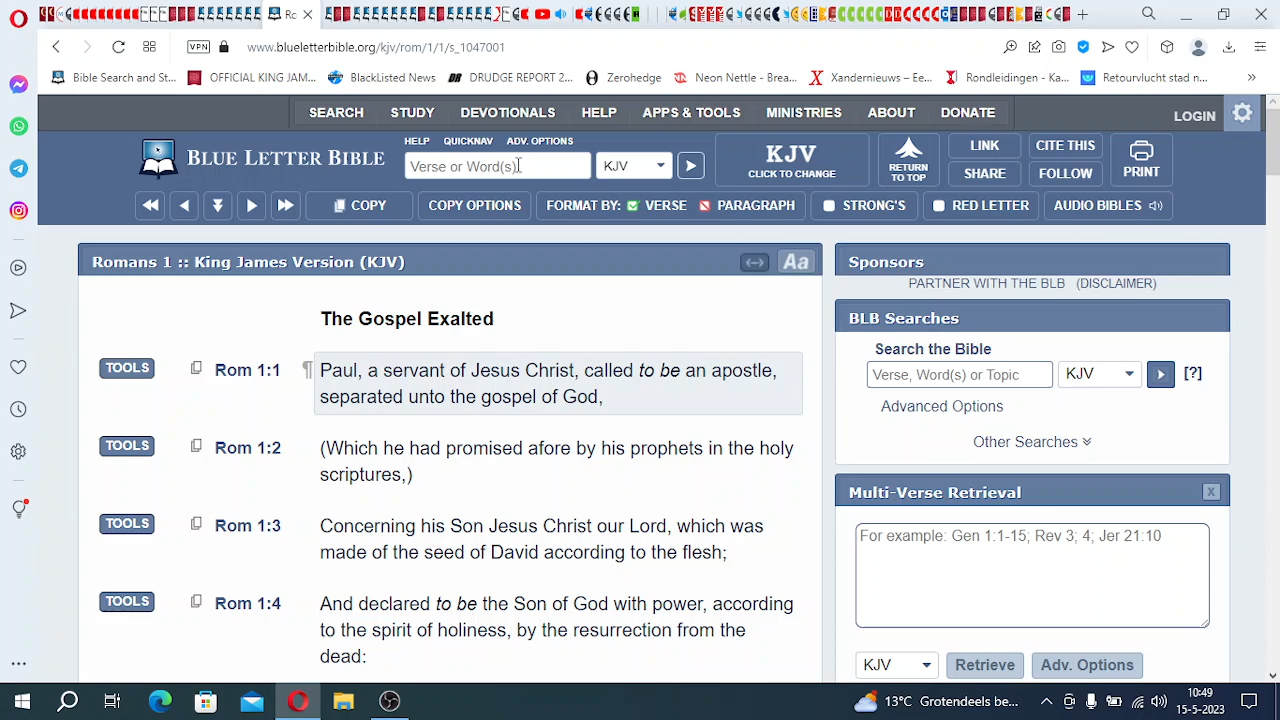 Ro
VPN
www.blueletterbible.org/kjv/rom/1/1/s_1047001
Bible Search and St...
OFFICIAL KING JAM...
BlackListed News
DRUDGE REPORT 2...
Zerohedge
Neon Nettle - Brea...
Xandernieuws – Ee...
Rondleidingen - Ka...
Retourvlucht stad n...
SEARCH STUDY DEVOTIONALS HELP APPS & TOOLS MINISTRIES ABOUT DONATE
LOGIN
HELP QUICKNAV ADV. OPTIONS
BLUE LETTER BIBLE
Verse or Word(s)
KJV
KJV
CLICK TO CHANGE
RETURN
TO TOP
LINK
CITE THIS
SHARE
FOLLOW
PRINT
COPY
COPY OPTIONS
FORMAT BY: VERSE PARAGRAPH
STRONG'S
RED LETTER
AUDIO BIBLES
Romans 1 :: King James Version (KJV)
Aa
The Gospel Exalted
TOOLS Rom 1:1 ¶ Paul, a servant of Jesus Christ, called to be an apostle,
separated unto the gospel of God,
TOOLS Rom 1:2 (Which he had promised afore by his prophets in the holy
scriptures,)
TOOLS Rom 1:3 Concerning his Son Jesus Christ our Lord, which was
made of the seed of David according to the flesh;
TOOLS Rom 1:4 And declared to be the Son of God with power, according
to the spirit of holiness, by the resurrection from the
dead:
Sponsors
PARTNER WITH THE BLB (DISCLAIMER)
BLB Searches
Search the Bible
Verse, Word(s) or Topic
KJV
[?]
Advanced Options
Other Searches
Multi-Verse Retrieval
X
For example: Gen 1:1-15; Rev 3; 4; Jer 21:10
KJV
Retrieve
Adv. Options
13°C Grotendeels be...
10:49
15-5-2023